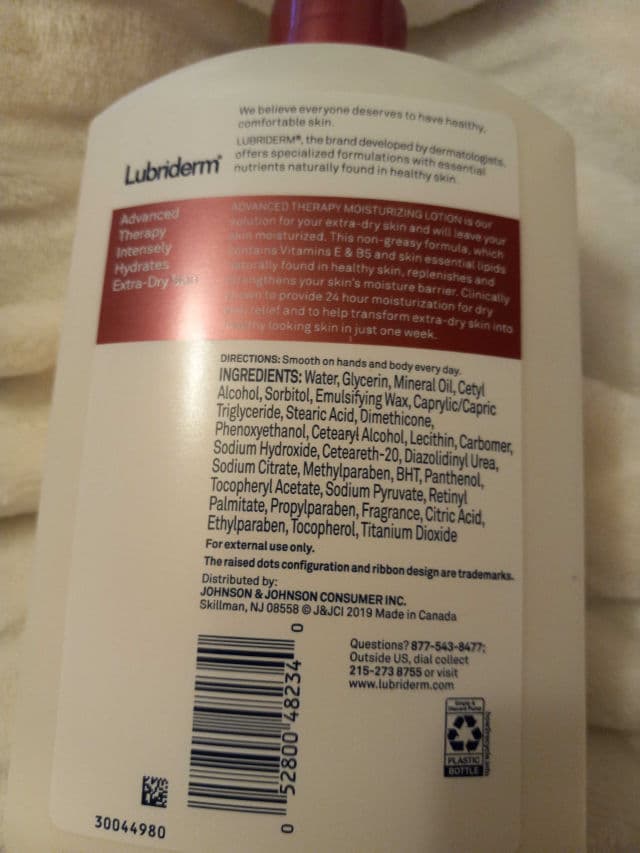 We believe everyone deserves to have healthy,
comfortable skin.
LUBRIDERM®, the brand developed by dermatologists,
offers specialized formulations with essential
nutrients naturally found in healthy skin.
Lubriderm®
Advanced
Therapy
Intensely
Hydrates
Extra-Dry Skin
ADVANCED THERAPY MOISTURIZING LOTION is our
solution for your extra-dry skin and will leave your
skin moisturized. This non-greasy formula, which
contains Vitamins E & B5 and skin essential lipids
naturally found in healthy skin, replenishes and
strengthens your skin's moisture barrier. Clinically
shown to provide 24 hour moisturization for dry
skin relief and to help transform extra-dry skin into
healthy looking skin in just one week.
DIRECTIONS: Smooth on hands and body every day.
INGREDIENTS: Water, Glycerin, Mineral Oil, Cetyl
Alcohol, Sorbitol, Emulsifying Wax, Caprylic/Capric
Triglyceride, Stearic Acid, Dimethicone,
Phenoxyethanol, Cetearyl Alcohol, Lecithin, Carbomer,
Sodium Hydroxide, Ceteareth-20, Diazolidinyl Urea,
Sodium Citrate, Methylparaben, BHT, Panthenol,
Tocopheryl Acetate, Sodium Pyruvate, Retinyl
Palmitate, Propylparaben, Fragrance, Citric Acid,
Ethylparaben, Tocopherol, Titanium Dioxide
For external use only.
The raised dots configuration and ribbon design are trademarks.
Distributed by:
JOHNSON & JOHNSON CONSUMER INC.
Skillman, NJ 08558 © J&JCI 2019 Made in Canada
Questions? 877-543-8477;
Outside US, dial collect
215-273 8755 or visit
www.lubriderm.com
0 52800 48234 0
PLASTIC
BOTTLE
30044980